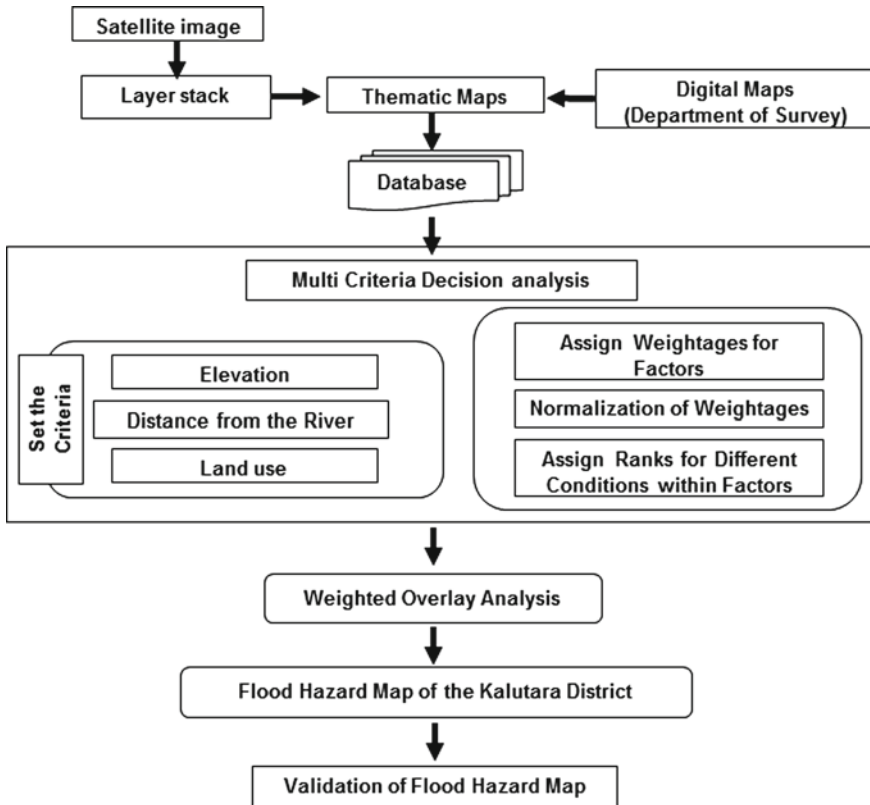 Satellite image
Layer stack
Thematic Maps
Digital Maps
(Department of Survey)
Database
Multi Criteria Decision analysis
Set the
Criteria
Elevation
Distance from the River
Land use
Assign Weightages for
Factors
Normalization of Weightages
Assign Ranks for Different
Conditions within Factors
Weighted Overlay Analysis
Flood Hazard Map of the Kalutara District
Validation of Flood Hazard Map